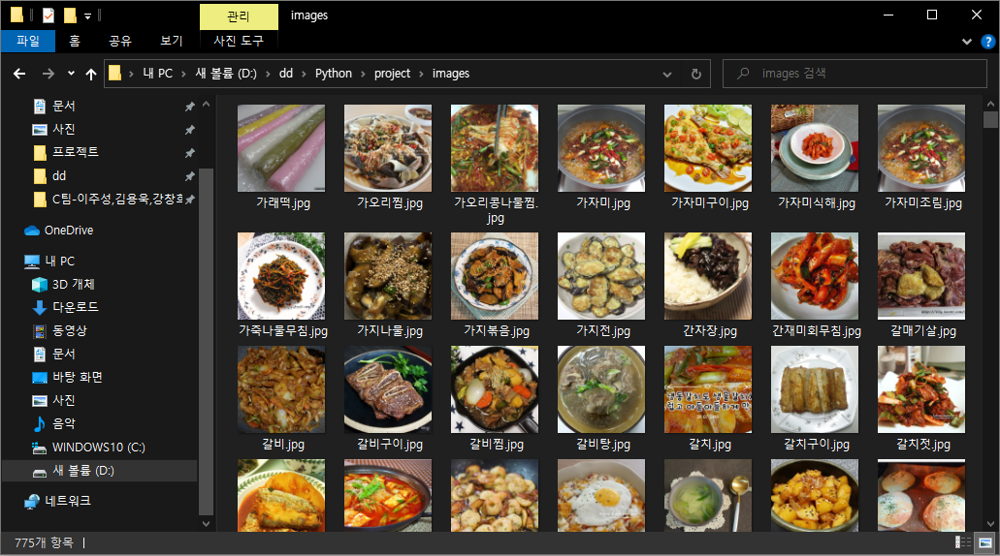 관리
images
파일
홈
공유
보기
사진 도구
내 PC
새 볼륨 (D:)
dd
Python
project
images
images 검색
문서
사진
프로젝트
dd
C팀-이주성,김용욱,강창호
OneDrive
내 PC
3D 개체
다운로드
동영상
문서
바탕 화면
사진
음악
WINDOWS10 (C:)
새 볼륨 (D:)
네트워크
가래떡.jpg
가오리찜.jpg
가오리콩나물찜.
jpg
가자미.jpg
가자미구이.jpg
가자미식해.jpg
가자미조림.jpg
가죽나물무침.jpg
가지나물.jpg
가지볶음.jpg
가지전.jpg
간자장.jpg
간재미회무침.jpg
갈매기살.jpg
갈비.jpg
갈비구이.jpg
갈비찜.jpg
갈비탕.jpg
갈치.jpg
갈치구이.jpg
갈치젓.jpg
775개 항목